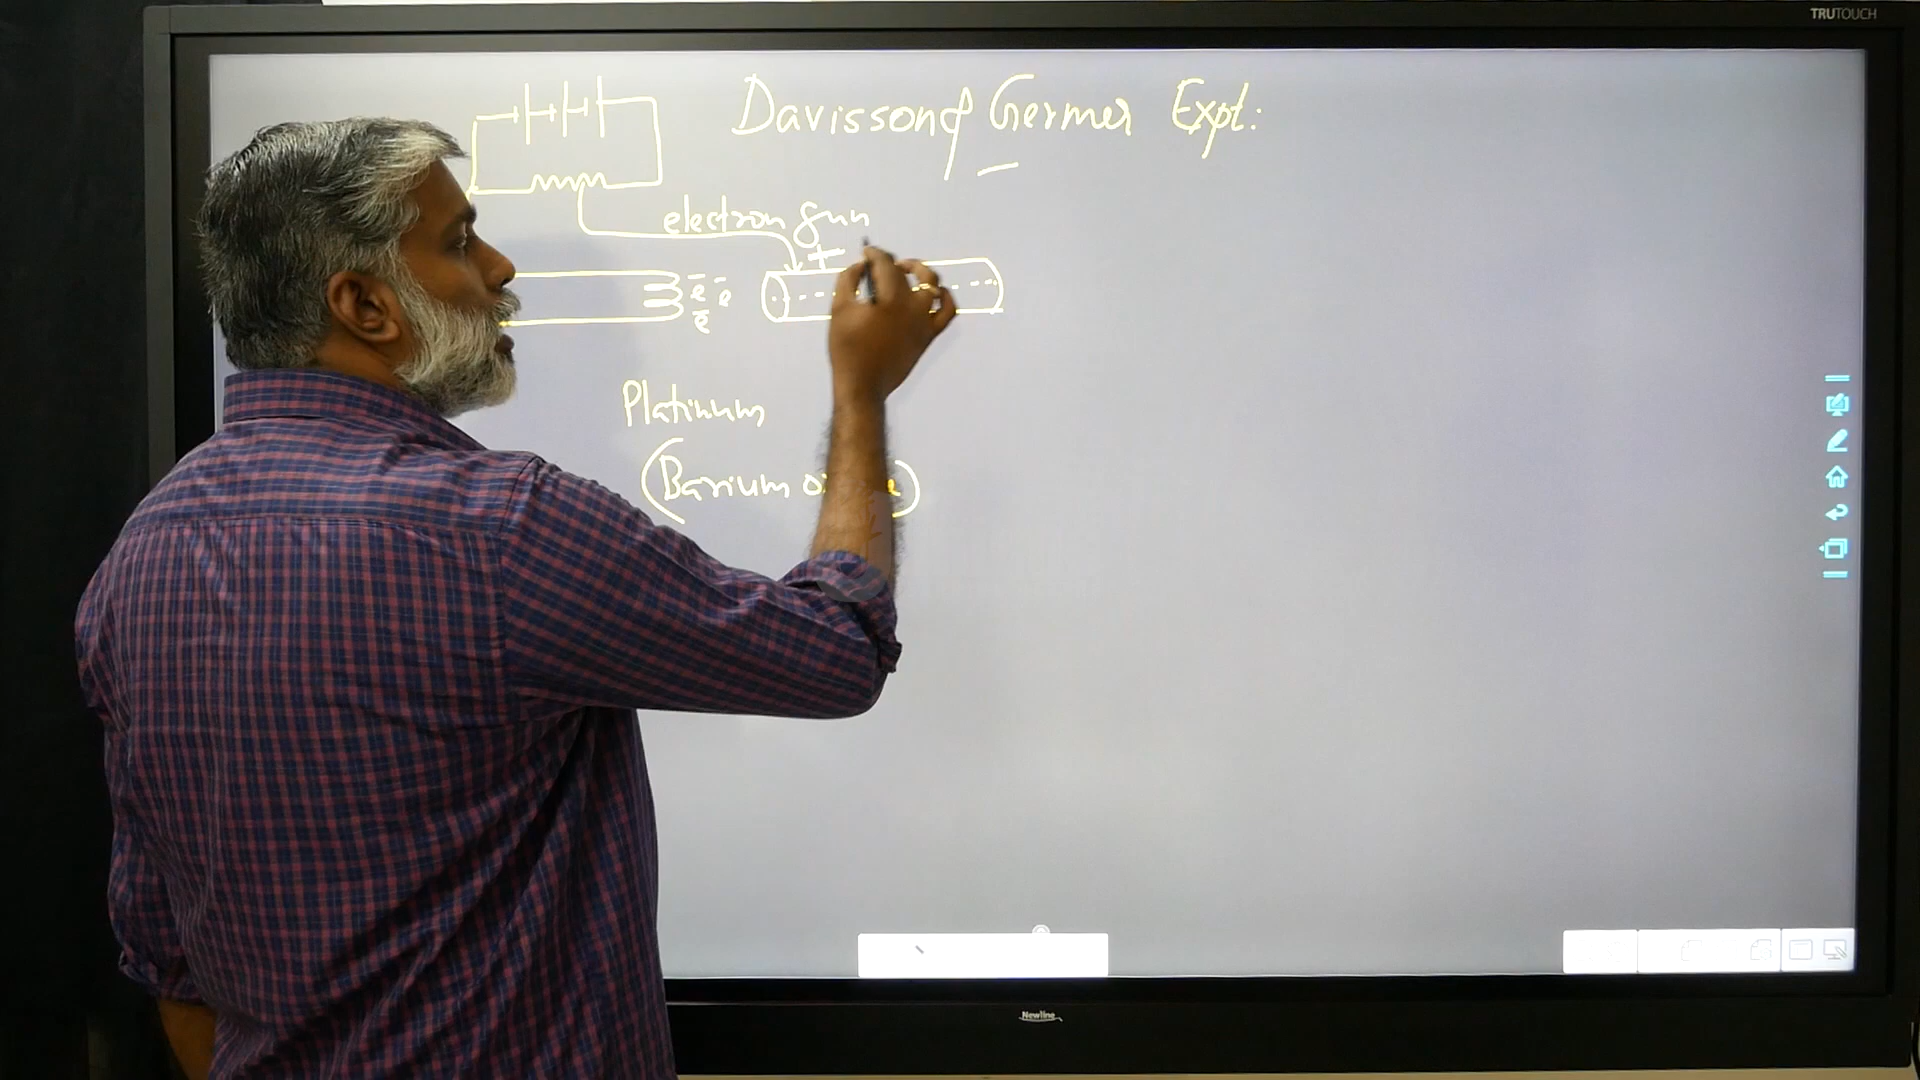 TRUTOUCH
Davisson & Germer Expt:
electron gun
+
- -
e e
-
e
Platinum
(Barium )
Newline